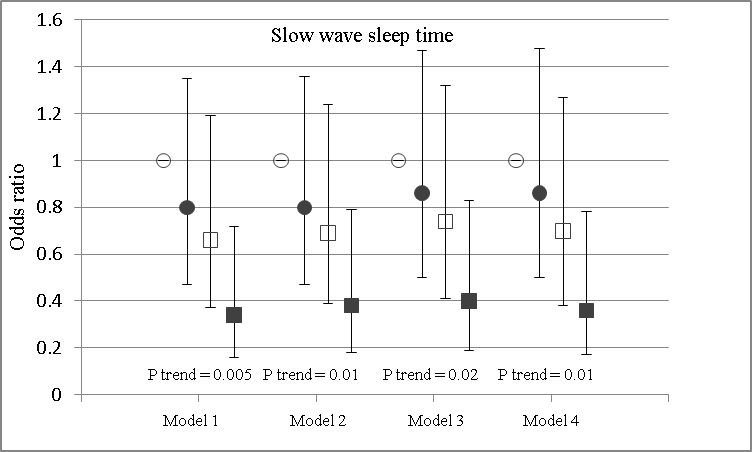 Slow wave sleep time
Odds ratio
1.6
1.4
1.2
1
0.8
0.6
0.4
0.2
0
P trend = 0.005 P trend = 0.01 P trend = 0.02 P trend = 0.01
Model 1 Model 2 Model 3 Model 4